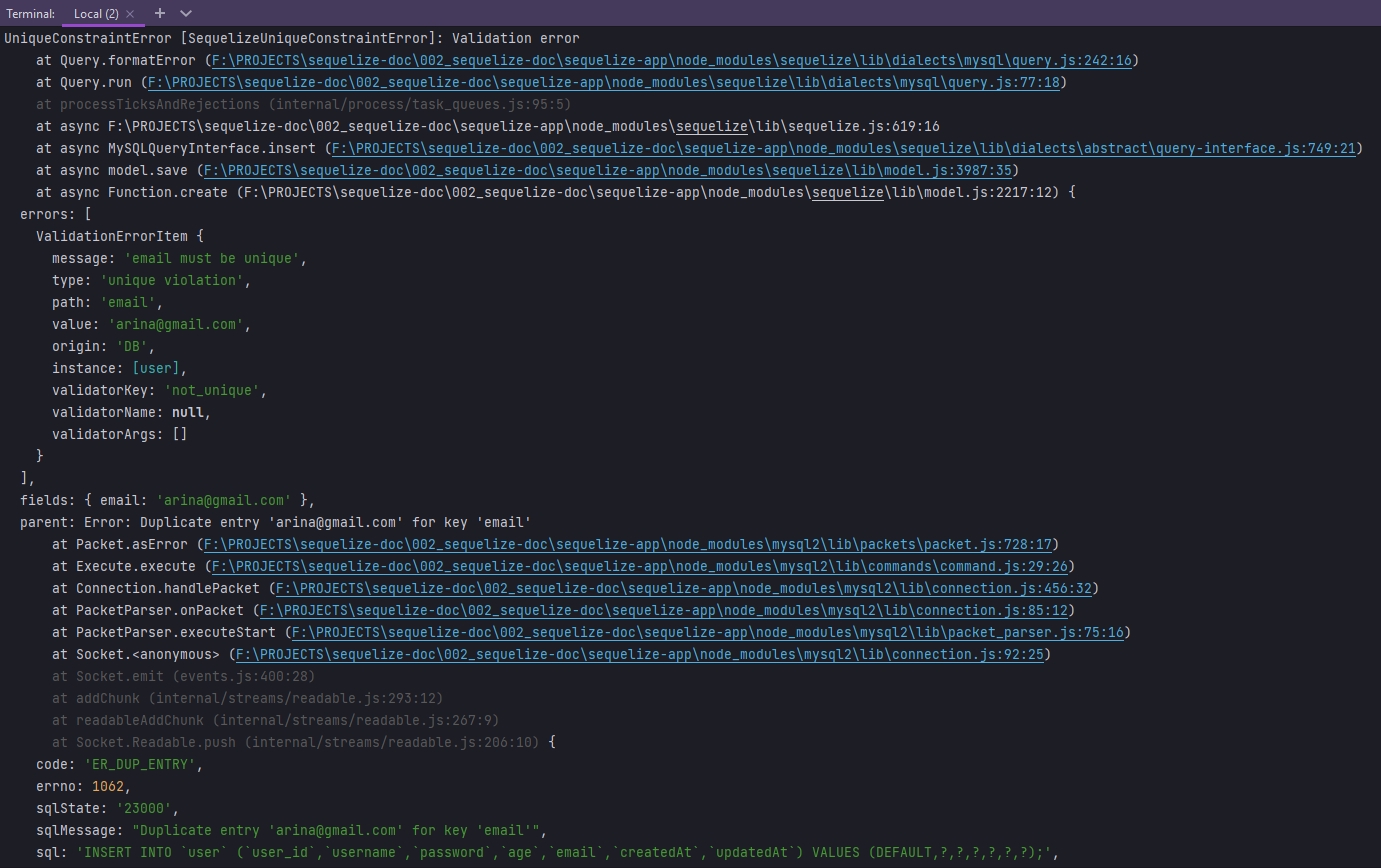 Terminal: Local (2) × +
UniqueConstraintError [SequelizeUniqueConstraintError]: Validation error
    at Query.formatError (F:\PROJECTS\sequelize-doc\002_sequelize-doc\sequelize-app\node_modules\sequelize\lib\dialects\mysql\query.js:242:16)
    at Query.run (F:\PROJECTS\sequelize-doc\002_sequelize-doc\sequelize-app\node_modules\sequelize\lib\dialects\mysql\query.js:77:18)
    at processTicksAndRejections (internal/process/task_queues.js:95:5)
    at async F:\PROJECTS\sequelize-doc\002_sequelize-doc\sequelize-app\node_modules\sequelize\lib\sequelize.js:619:16
    at async MySQLQueryInterface.insert (F:\PROJECTS\sequelize-doc\002_sequelize-doc\sequelize-app\node_modules\sequelize\lib\dialects\abstract\query-interface.js:749:21)
    at async model.save (F:\PROJECTS\sequelize-doc\002_sequelize-doc\sequelize-app\node_modules\sequelize\lib\model.js:3987:35)
    at async Function.create (F:\PROJECTS\sequelize-doc\002_sequelize-doc\sequelize-app\node_modules\sequelize\lib\model.js:2217:12) {
  errors: [
    ValidationErrorItem {
      message: 'email must be unique',
      type: 'unique violation',
      path: 'email',
      value: 'arina@gmail.com',
      origin: 'DB',
      instance: [user],
      validatorKey: 'not_unique',
      validatorName: null,
      validatorArgs: []
    }
  ],
  fields: { email: 'arina@gmail.com' },
  parent: Error: Duplicate entry 'arina@gmail.com' for key 'email'
      at Packet.asError (F:\PROJECTS\sequelize-doc\002_sequelize-doc\sequelize-app\node_modules\mysql2\lib\packets\packet.js:728:17)
      at Execute.execute (F:\PROJECTS\sequelize-doc\002_sequelize-doc\sequelize-app\node_modules\mysql2\lib\commands\command.js:29:26)
      at Connection.handlePacket (F:\PROJECTS\sequelize-doc\002_sequelize-doc\sequelize-app\node_modules\mysql2\lib\connection.js:456:32)
      at PacketParser.onPacket (F:\PROJECTS\sequelize-doc\002_sequelize-doc\sequelize-app\node_modules\mysql2\lib\connection.js:85:12)
      at PacketParser.executeStart (F:\PROJECTS\sequelize-doc\002_sequelize-doc\sequelize-app\node_modules\mysql2\lib\packet_parser.js:75:16)
      at Socket.<anonymous> (F:\PROJECTS\sequelize-doc\002_sequelize-doc\sequelize-app\node_modules\mysql2\lib\connection.js:92:25)
      at Socket.emit (events.js:400:28)
      at addChunk (internal/streams/readable.js:293:12)
      at readableAddChunk (internal/streams/readable.js:267:9)
      at Socket.Readable.push (internal/streams/readable.js:206:10) {
    code: 'ER_DUP_ENTRY',
    errno: 1062,
    sqlState: '23000',
    sqlMessage: "Duplicate entry 'arina@gmail.com' for key 'email'",
    sql: 'INSERT INTO `user` (`user_id`,`username`,`password`,`age`,`email`,`createdAt`,`updatedAt`) VALUES (DEFAULT,?,?,?,?,?,?);',